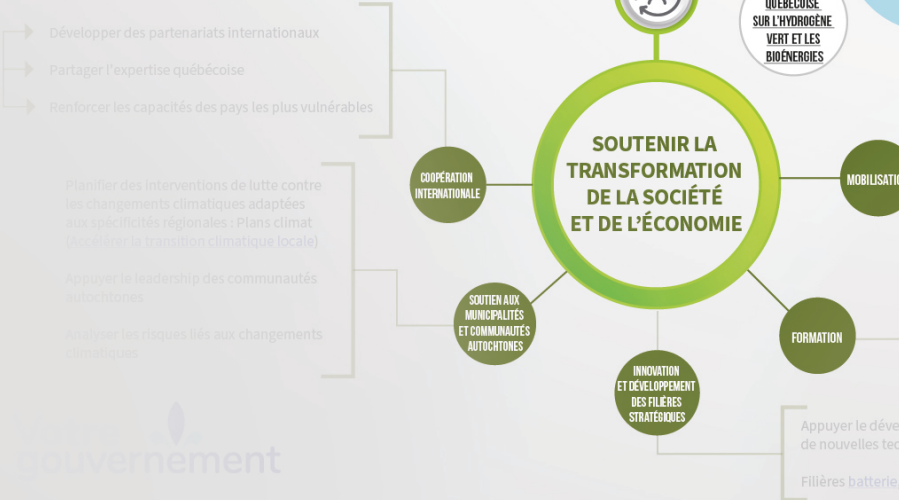 QUÉBÉCOISE
SUR L'HYDROGÈNE
VERT ET LES
BIOÉNERGIES
Développer des partenariats internationaux
Partager l'expertise québécoise
Renforcer les capacités des pays les plus vulnérables
COOPÉRATION
INTERNATIONALE
SOUTENIR LA
TRANSFORMATION
DE LA SOCIÉTÉ
ET DE L'ÉCONOMIE
MOBILISATIO
Planifier des interventions de lutte contre
les changements climatiques adaptées
aux spécificités régionales : Plans climat
(Accélérer la transition climatique locale)
Appuyer le leadership des communautés
autochtones
Analyser les risques liés aux changements
climatiques
SOUTIEN AUX
MUNICIPALITÉS
ET COMMUNAUTÉS
AUTOCHTONES
FORMATION
INNOVATION
ET DÉVELOPPEMENT
DES FILIÈRES
STRATÉGIQUES
Appuyer le déve
de nouvelles tec
Filières batterie
gouvernement